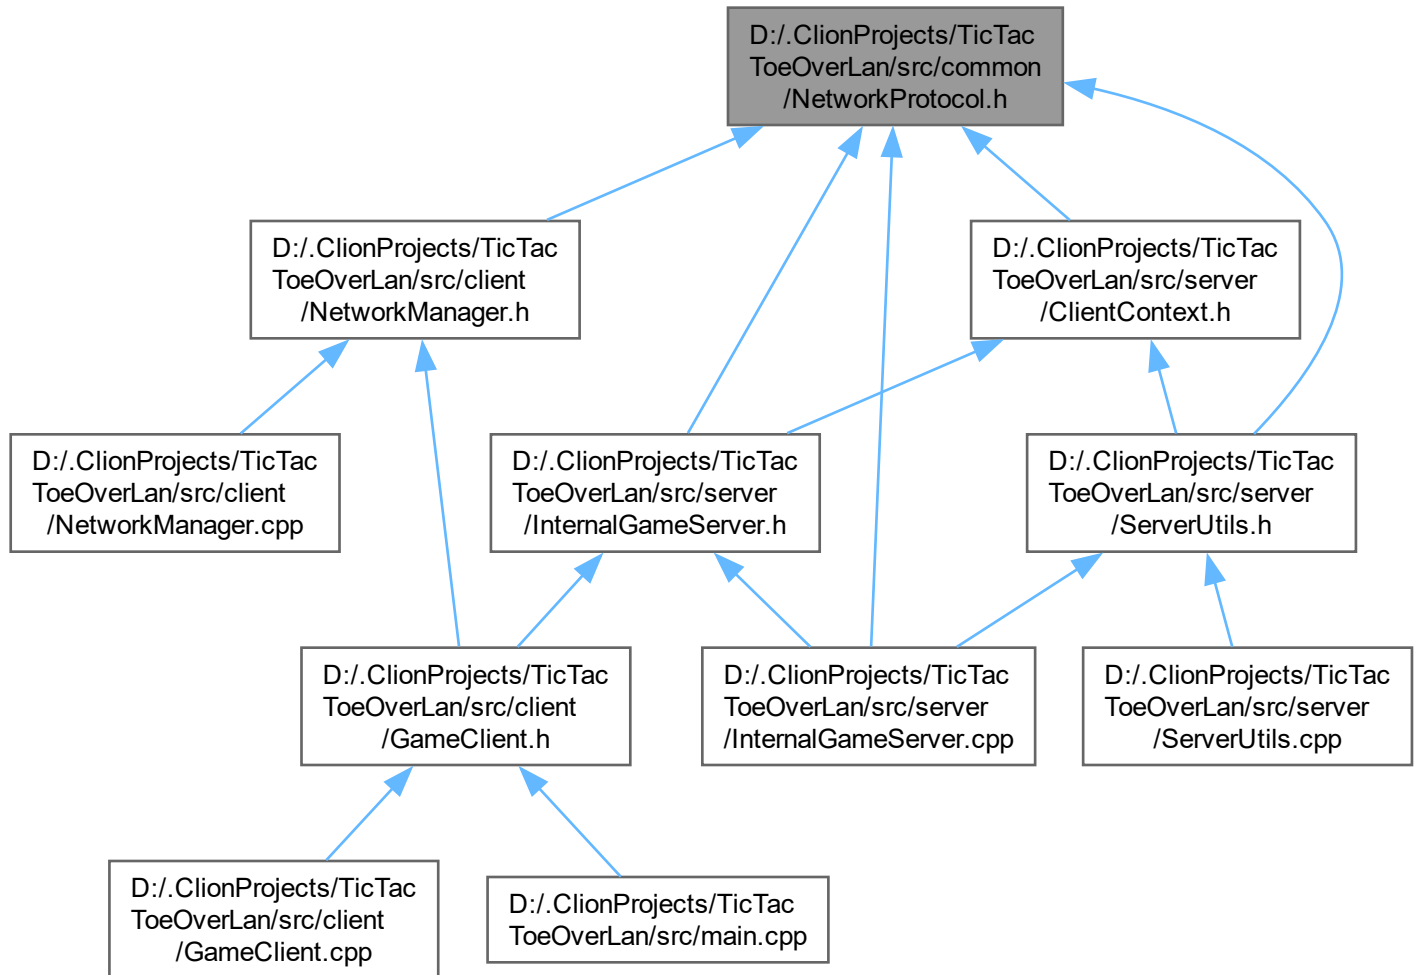 D:/.ClionProjects/TicTac
ToeOverLan/src/common
/NetworkProtocol.h
D:/.ClionProjects/TicTac
ToeOverLan/src/client
/NetworkManager.h
D:/.ClionProjects/TicTac
ToeOverLan/src/server
/ClientContext.h
D:/.ClionProjects/TicTac
ToeOverLan/src/client
/NetworkManager.cpp
D:/.ClionProjects/TicTac
ToeOverLan/src/server
/InternalGameServer.h
D:/.ClionProjects/TicTac
ToeOverLan/src/server
/ServerUtils.h
D:/.ClionProjects/TicTac
ToeOverLan/src/client
/GameClient.h
D:/.ClionProjects/TicTac
ToeOverLan/src/server
/InternalGameServer.cpp
D:/.ClionProjects/TicTac
ToeOverLan/src/server
/ServerUtils.cpp
D:/.ClionProjects/TicTac
ToeOverLan/src/client
/GameClient.cpp
D:/.ClionProjects/TicTac
ToeOverLan/src/main.cpp